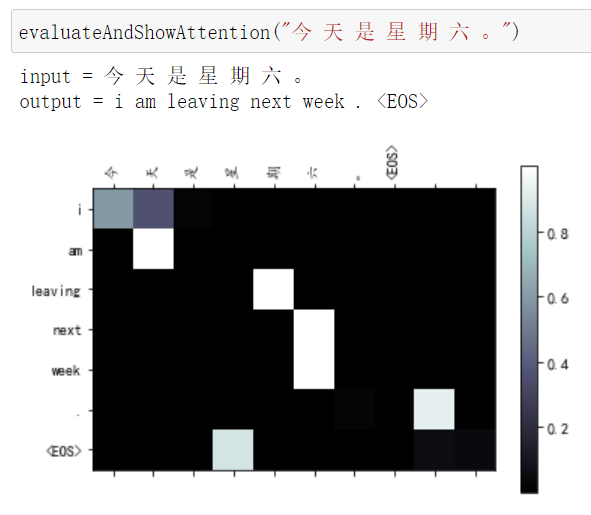 evaluateAndShowAttention("今 天 是 星 期 六 。")
input = 今 天 是 星 期 六 。
output = i am leaving next week . <EOS>
今 天 是 星 期 六 。 <EOS>
i
am
leaving
next
week
.
<EOS>
0.8
0.6
0.4
0.2